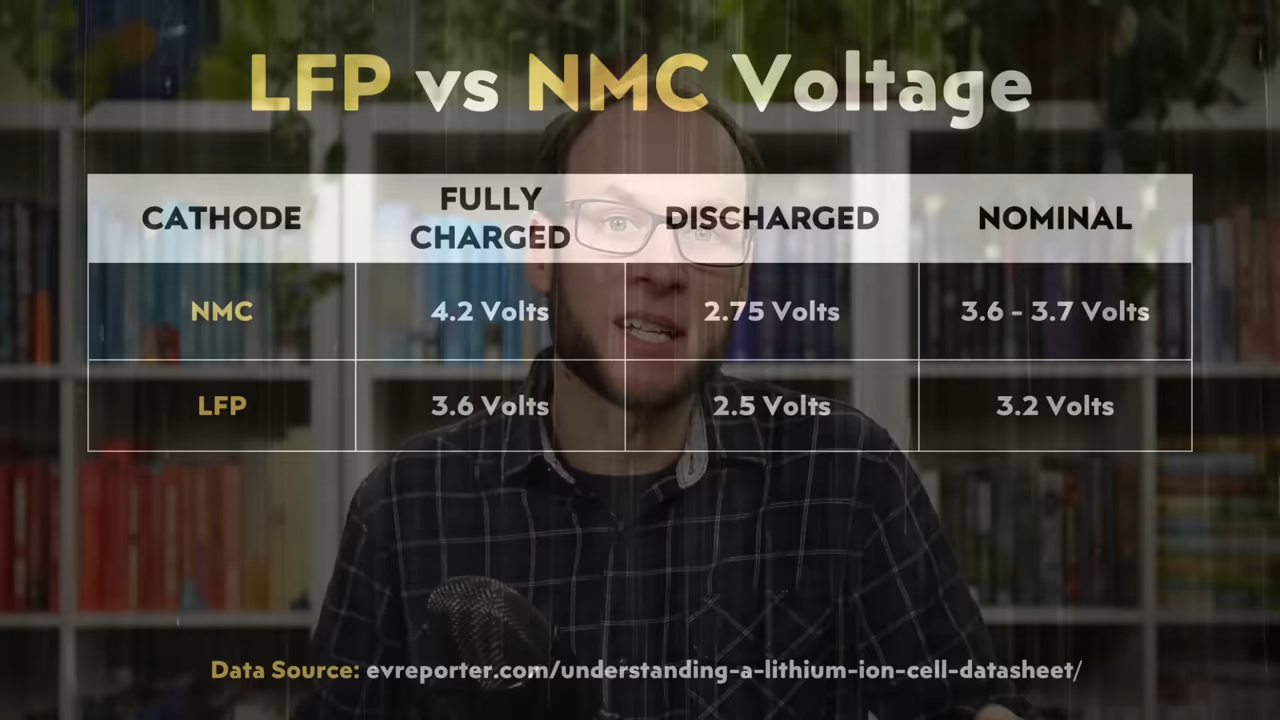 LFP vs NMC Voltage
CATHODE
FULLY
CHARGED
DISCHARGED
NOMINAL
NMC
4.2 Volts
2.75 Volts
3.6 - 3.7 Volts
LFP
3.6 Volts
2.5 Volts
3.2 Volts
Data Source: evreporter.com/understanding-a-lithium-ion-cell-datasheet/